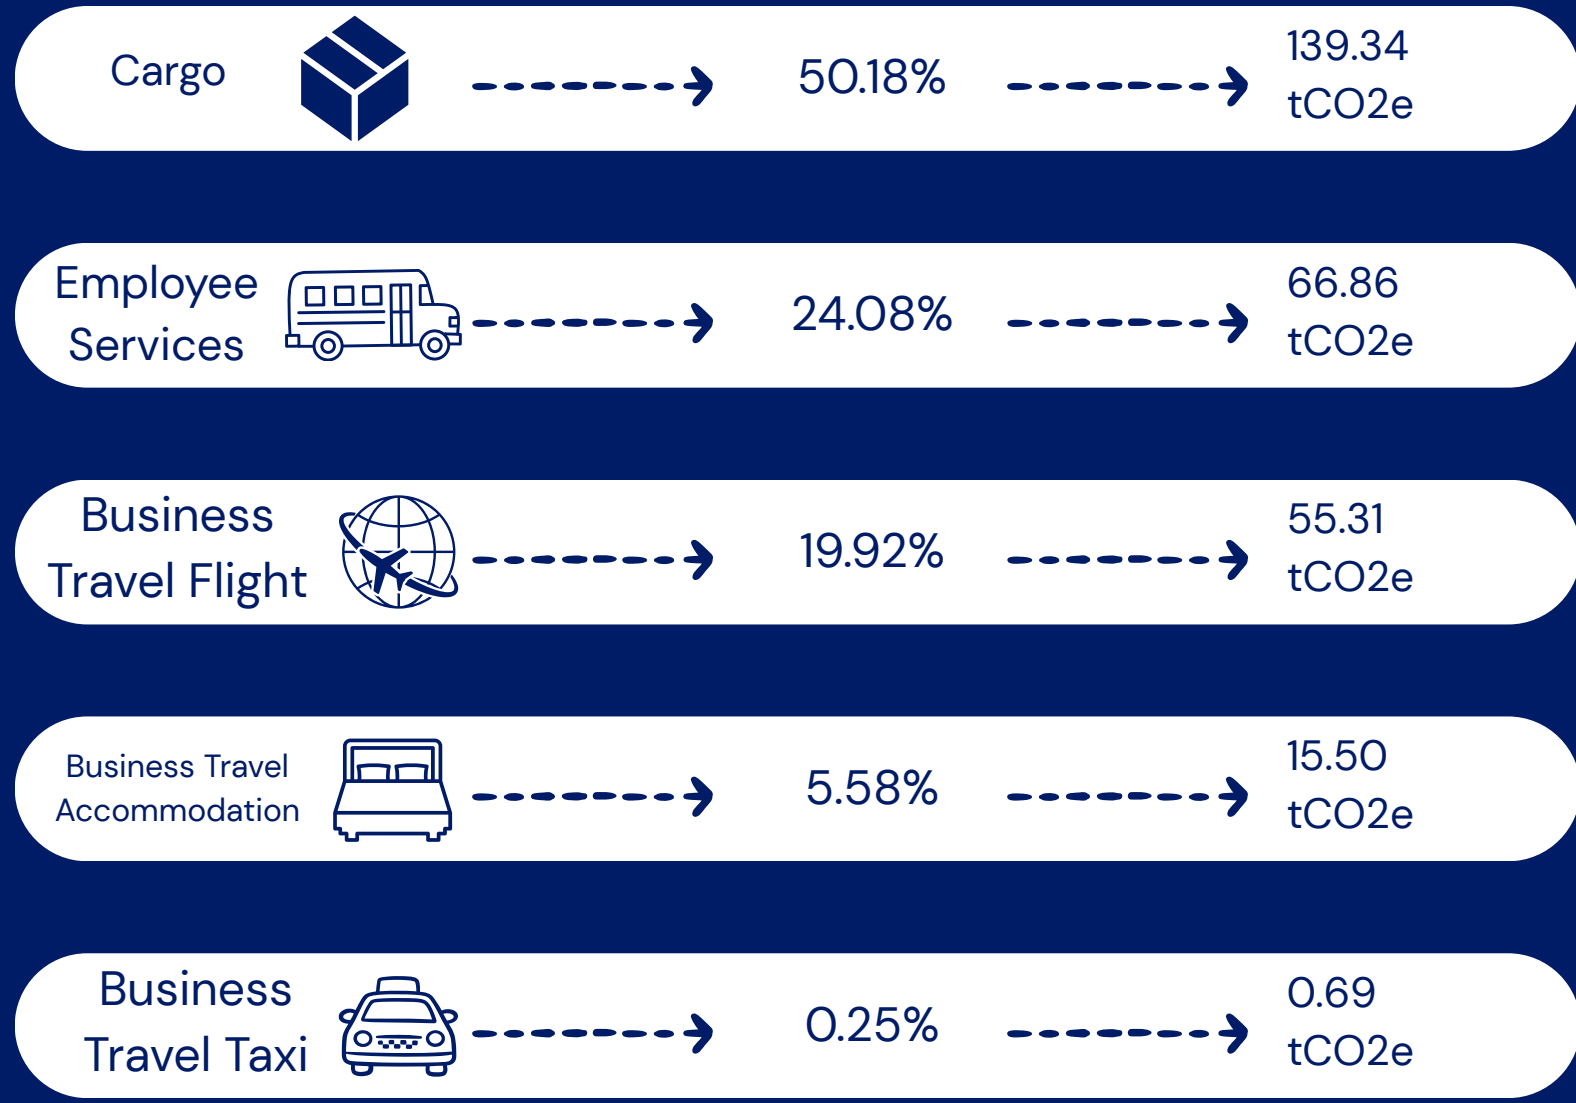 Cargo
50.18%
139.34
tCO2e
Employee
Services
24.08%
66.86
tCO2e
Business
Travel Flight
19.92%
55.31
tCO2e
Business Travel
Accommodation
5.58%
15.50
tCO2e
Business
Travel Taxi
0.25%
0.69
tCO2e